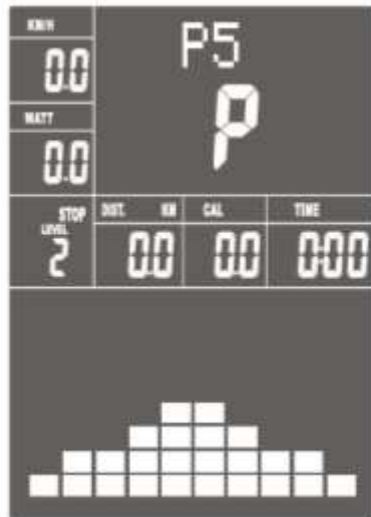 KM/H
0.0
P5
P
WATT
0.0
STOP
LEVEL
2
DIST. KM
0.0
CAL
0.0
TIME
0:00